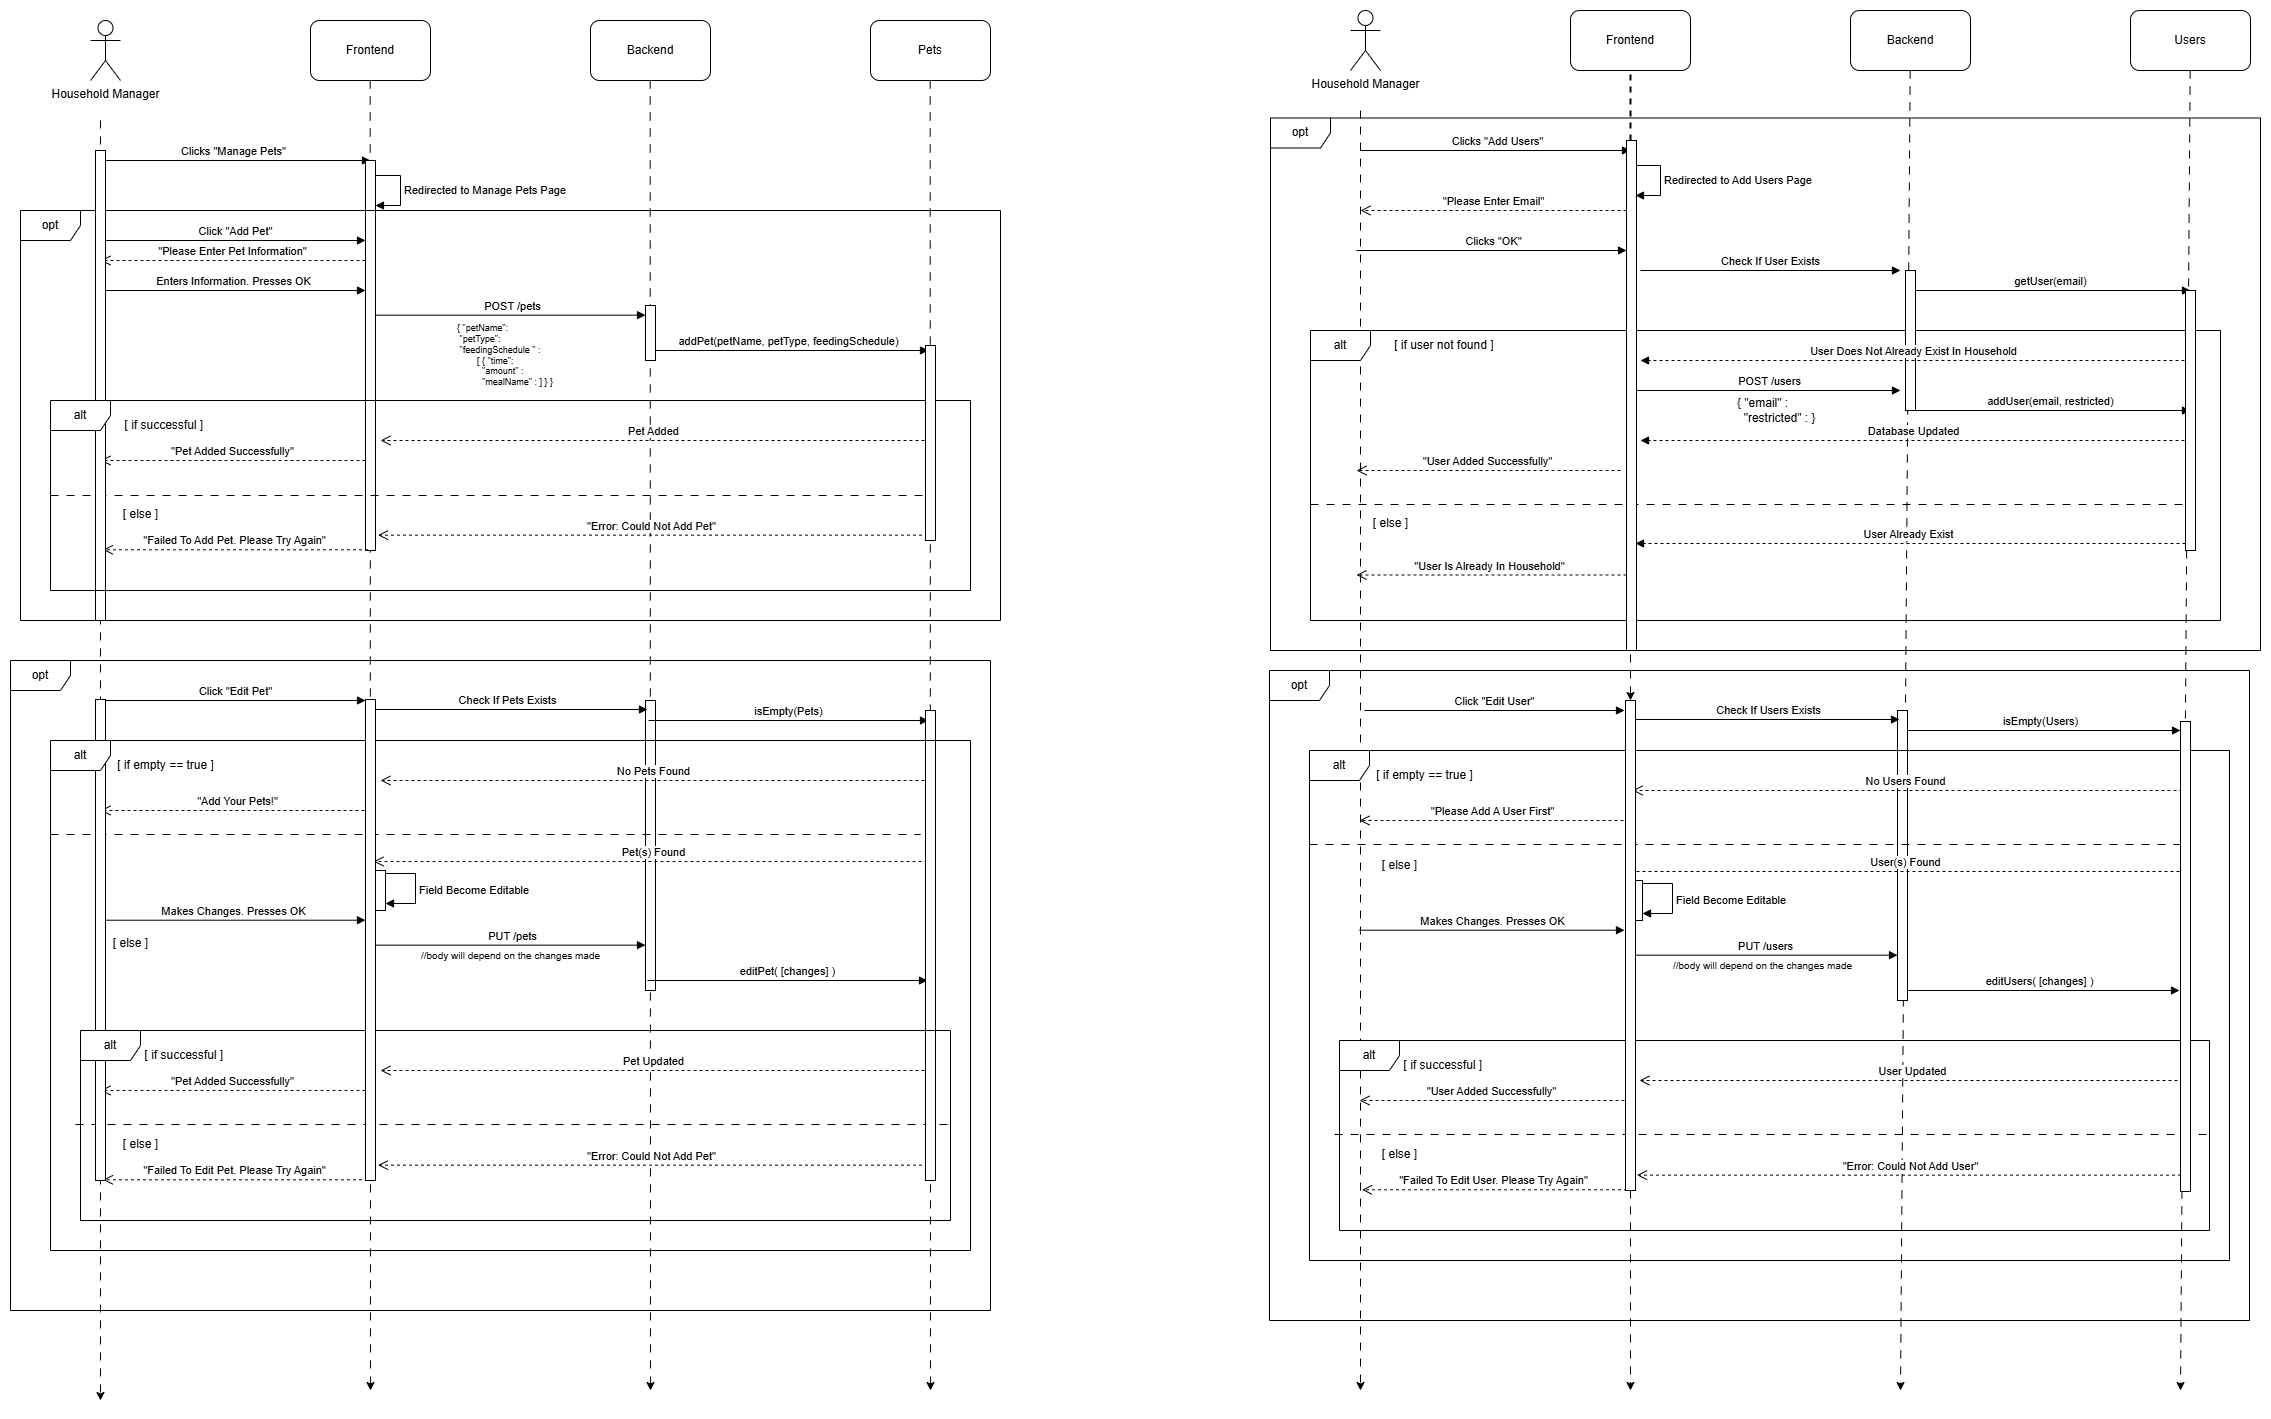 Household Manager
Frontend
Backend
Pets
Clicks "Manage Pets"
Redirected to Manage Pets Page
opt
Click "Add Pet"
"Please Enter Pet Information"
Enters Information. Presses OK
POST /pets
{ "petName":
"petType":
"feedingSchedule " :
[ { "time":
"amount" :
"mealName" : ] } }
addPet(petName, petType, feedingSchedule)
alt
[ if successful ]
Pet Added
"Pet Added Successfully"
[ else ]
"Error: Could Not Add Pet"
"Failed To Add Pet. Please Try Again"
opt
Click "Edit Pet"
Check If Pets Exists
isEmpty(Pets)
alt
[ if empty == true ]
No Pets Found
"Add Your Pets!"
Pet(s) Found
Field Become Editable
Makes Changes. Presses OK
[ else ]
PUT /pets
//body will depend on the changes made
editPet( [changes] )
alt
[ if successful ]
Pet Updated
"Pet Added Successfully"
[ else ]
"Error: Could Not Add Pet"
"Failed To Edit Pet. Please Try Again"
Household Manager
Frontend
Backend
Users
opt
Clicks "Add Users"
Redirected to Add Users Page
"Please Enter Email"
Clicks "OK"
Check If User Exists
getUser(email)
alt
[ if user not found ]
User Does Not Already Exist In Household
POST /users
{ "email" :
"restricted" : }
addUser(email, restricted)
Database Updated
"User Added Successfully"
[ else ]
User Already Exist
"User Is Already In Household"
opt
Click "Edit User"
Check If Users Exists
isEmpty(Users)
alt
[ if empty == true ]
No Users Found
"Please Add A User First"
[ else ]
User(s) Found
Field Become Editable
Makes Changes. Presses OK
PUT /users
//body will depend on the changes made
editUsers( [changes] )
alt
[ if successful ]
User Updated
"User Added Successfully"
[ else ]
"Error: Could Not Add User"
"Failed To Edit User. Please Try Again"